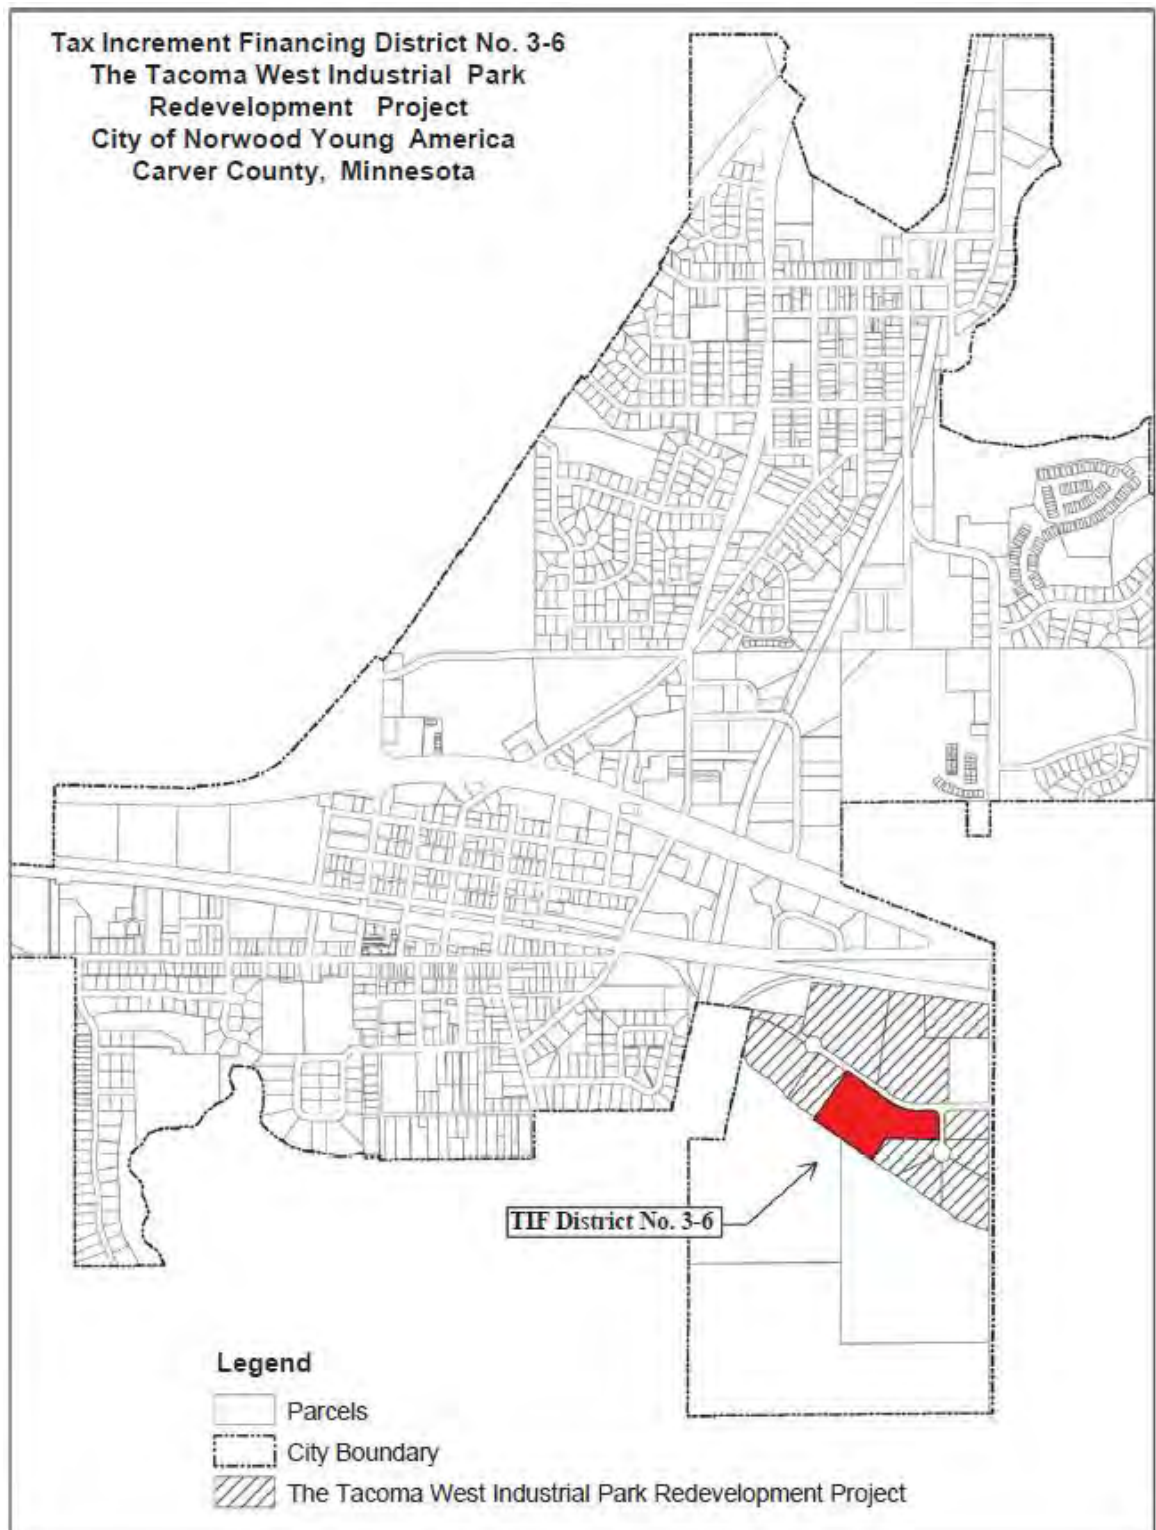 Tax Increment Financing District No. 3-6
The Tacoma West Industrial Park
Redevelopment Project
City of Norwood Young America
Carver County, Minnesota
TIF District No. 3-6
Legend
Parcels
City Boundary
The Tacoma West Industrial Park Redevelopment Project